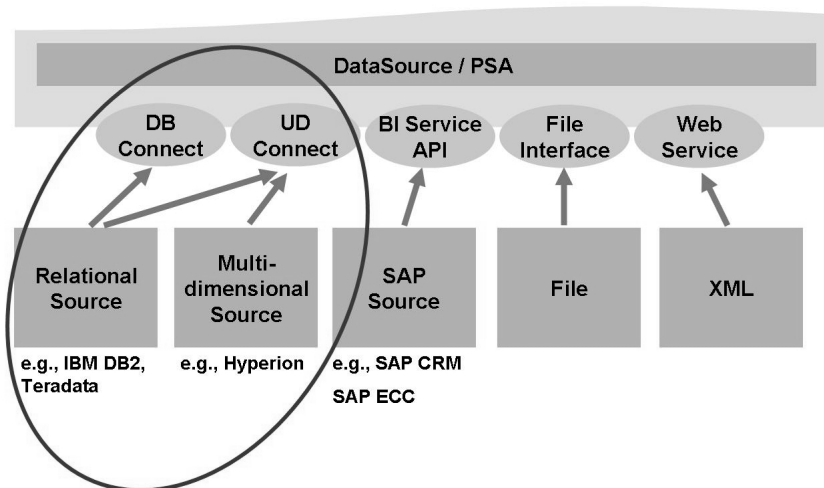 DataSource / PSA
DB
Connect
UD
Connect
BI Service
API
File
Interface
Web
Service
Relational
Source
Multi-
dimensional
Source
SAP
Source
File
XML
e.g., IBM DB2,
Teradata
e.g., Hyperion
e.g., SAP CRM
SAP ECC